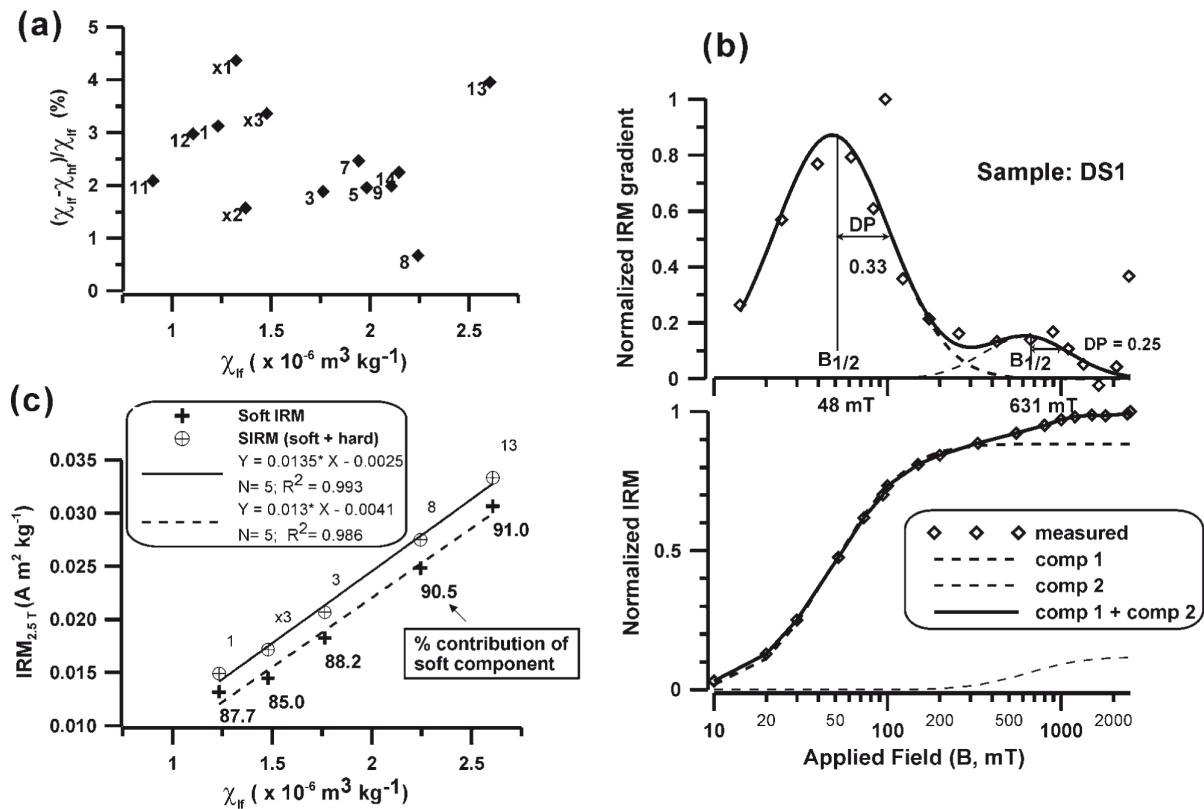 (a)
5
4
3
2
1
0
(χlf-χhf)/χlf (%)
x1
13
x3
1
12
7
14
11
3
5
9
x2
8
1
1.5
2
2.5
χlf ( x 10-6 m3 kg-1)
(b)
Sample: DS1
Normalized IRM gradient
1
0.8
0.6
0.4
0.2
0
DP
0.33
B1/2
B1/2
DP = 0.25
48 mT
631 mT
(c)
Soft IRM
SIRM (soft + hard)
Y = 0.0135* X - 0.0025
N= 5; R2 = 0.993
Y = 0.013* X - 0.0041
N= 5; R2= 0.986
IRM2.5 T (A m2 kg-1)
0.035
0.030
0.025
0.020
0.015
0.010
13
8
3
x3
1
91.0
90.5
88.2
85.0
87.7
% contribution of
soft component
1
1.5
2
2.5
χlf ( x 10-6 m3 kg-1)
Normalized IRM
1
0.5
0
measured
comp 1
comp 2
comp 1 + comp 2
10
20
50
100
200
500
1000
2000
Applied Field (B, mT)